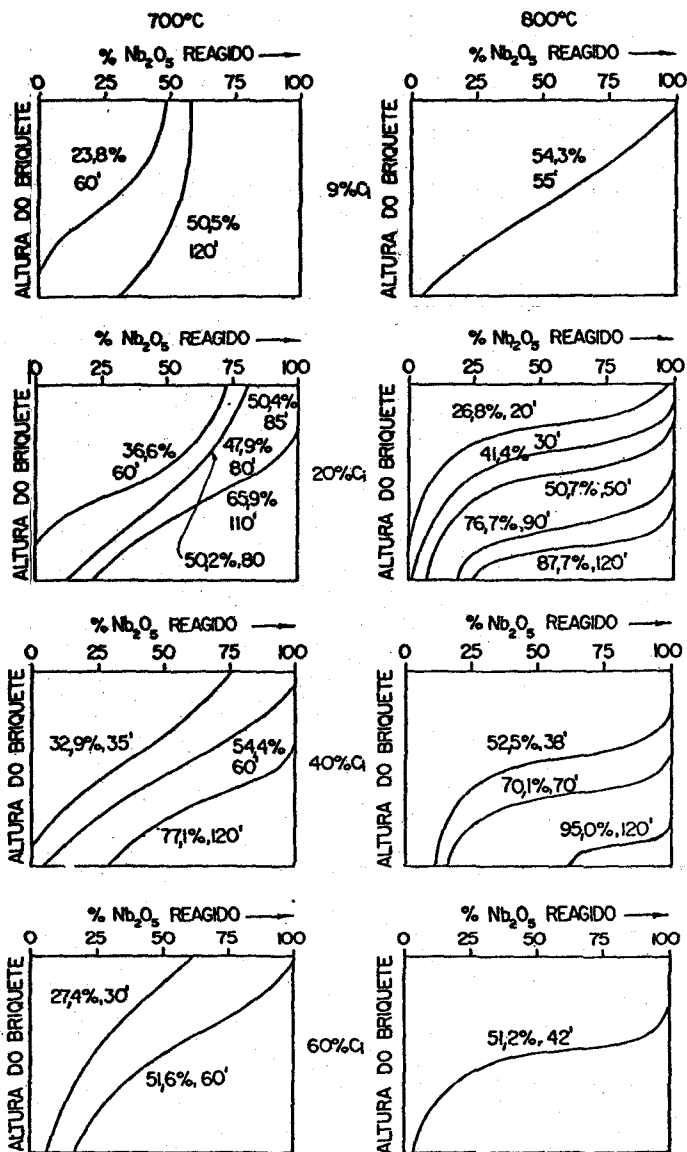 700°C
800°C
% Nb₂O₅ REAGIDO →
% Nb₂O₅ REAGIDO →
0 25 50 75 100
0 25 50 75 100
ALTURA DO BRIQUETE
23,8%
60'
50,5%
120'
9%Ci
ALTURA DO BRIQUETE
54,3%
55'
% Nb₂O₅ REAGIDO →
% Nb₂O₅ REAGIDO →
0 25 50 75 100
0 25 50 75 100
ALTURA DO BRIQUETE
50,4%
85'
36,6%
60'
47,9%
80'
65,9%
110'
50,2%,80
20%Ci
ALTURA DO BRIQUETE
26,8%, 20'
41,4% 30'
50,7%,50'
76,7%,90'
87,7%,120'
% Nb₂O₅ REAGIDO →
% Nb₂O₅ REAGIDO →
0 25 50 75 100
0 25 50 75 100
ALTURA DO BRIQUETE
32,9%,35'
54,4%
60'
77,1%,120'
40%Ci
ALTURA DO BRIQUETE
52,5%,38'
70,1%,70'
95,0%,120'
% Nb₂O₅ REAGIDO →
% Nb₂O₅ REAGIDO →
0 25 50 75 100
0 25 50 75 100
ALTURA DO BRIQUETE
27,4%,30'
51,6%, 60'
60%Ci
ALTURA DO BRIQUETE
51,2%, 42'